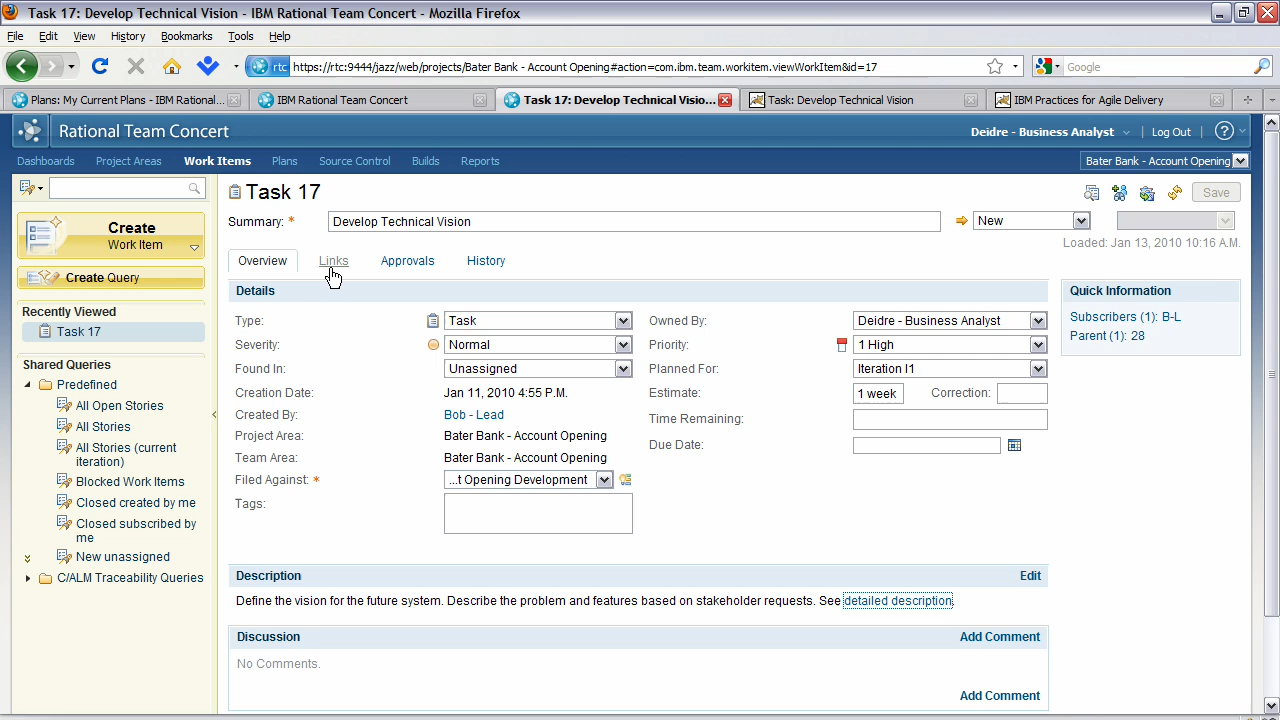 Task 17: Develop Technical Vision - IBM Rational Team Concert - Mozilla Firefox
File Edit View History Bookmarks Tools Help
rtc https://rtc:9444/jazz/web/projects/Bater Bank - Account Opening#action=com.ibm.team.workitem.viewWorkItem&id=17
Google
Plans: My Current Plans - IBM Rational... IBM Rational Team Concert Task 17: Develop Technical Visio... Task: Develop Technical Vision IBM Practices for Agile Delivery
Rational Team Concert Deidre - Business Analyst Log Out
Dashboards Project Areas Work Items Plans Source Control Builds Reports Bater Bank - Account Opening
Create
Work Item
Create Query
Recently Viewed
Task 17
Shared Queries
Predefined
All Open Stories
All Stories
All Stories (current
iteration)
Blocked Work Items
Closed created by me
Closed subscribed by
me
New unassigned
C/ALM Traceability Queries
Task 17
Save
Summary: * Develop Technical Vision New
Loaded: Jan 13, 2010 10:16 A.M.
Overview Links Approvals History
Details
Type: Task
Severity: Normal
Found In: Unassigned
Creation Date: Jan 11, 2010 4:55 P.M.
Created By: Bob - Lead
Project Area: Bater Bank - Account Opening
Team Area: Bater Bank - Account Opening
Filed Against: * ...t Opening Development
Tags:
Owned By: Deidre - Business Analyst
Priority: 1 High
Planned For: Iteration I1
Estimate: 1 week Correction:
Time Remaining:
Due Date:
Quick Information
Subscribers (1): B-L
Parent (1): 28
Description Edit
Define the vision for the future system. Describe the problem and features based on stakeholder requests. See detailed description.
Discussion Add Comment
No Comments.
Add Comment